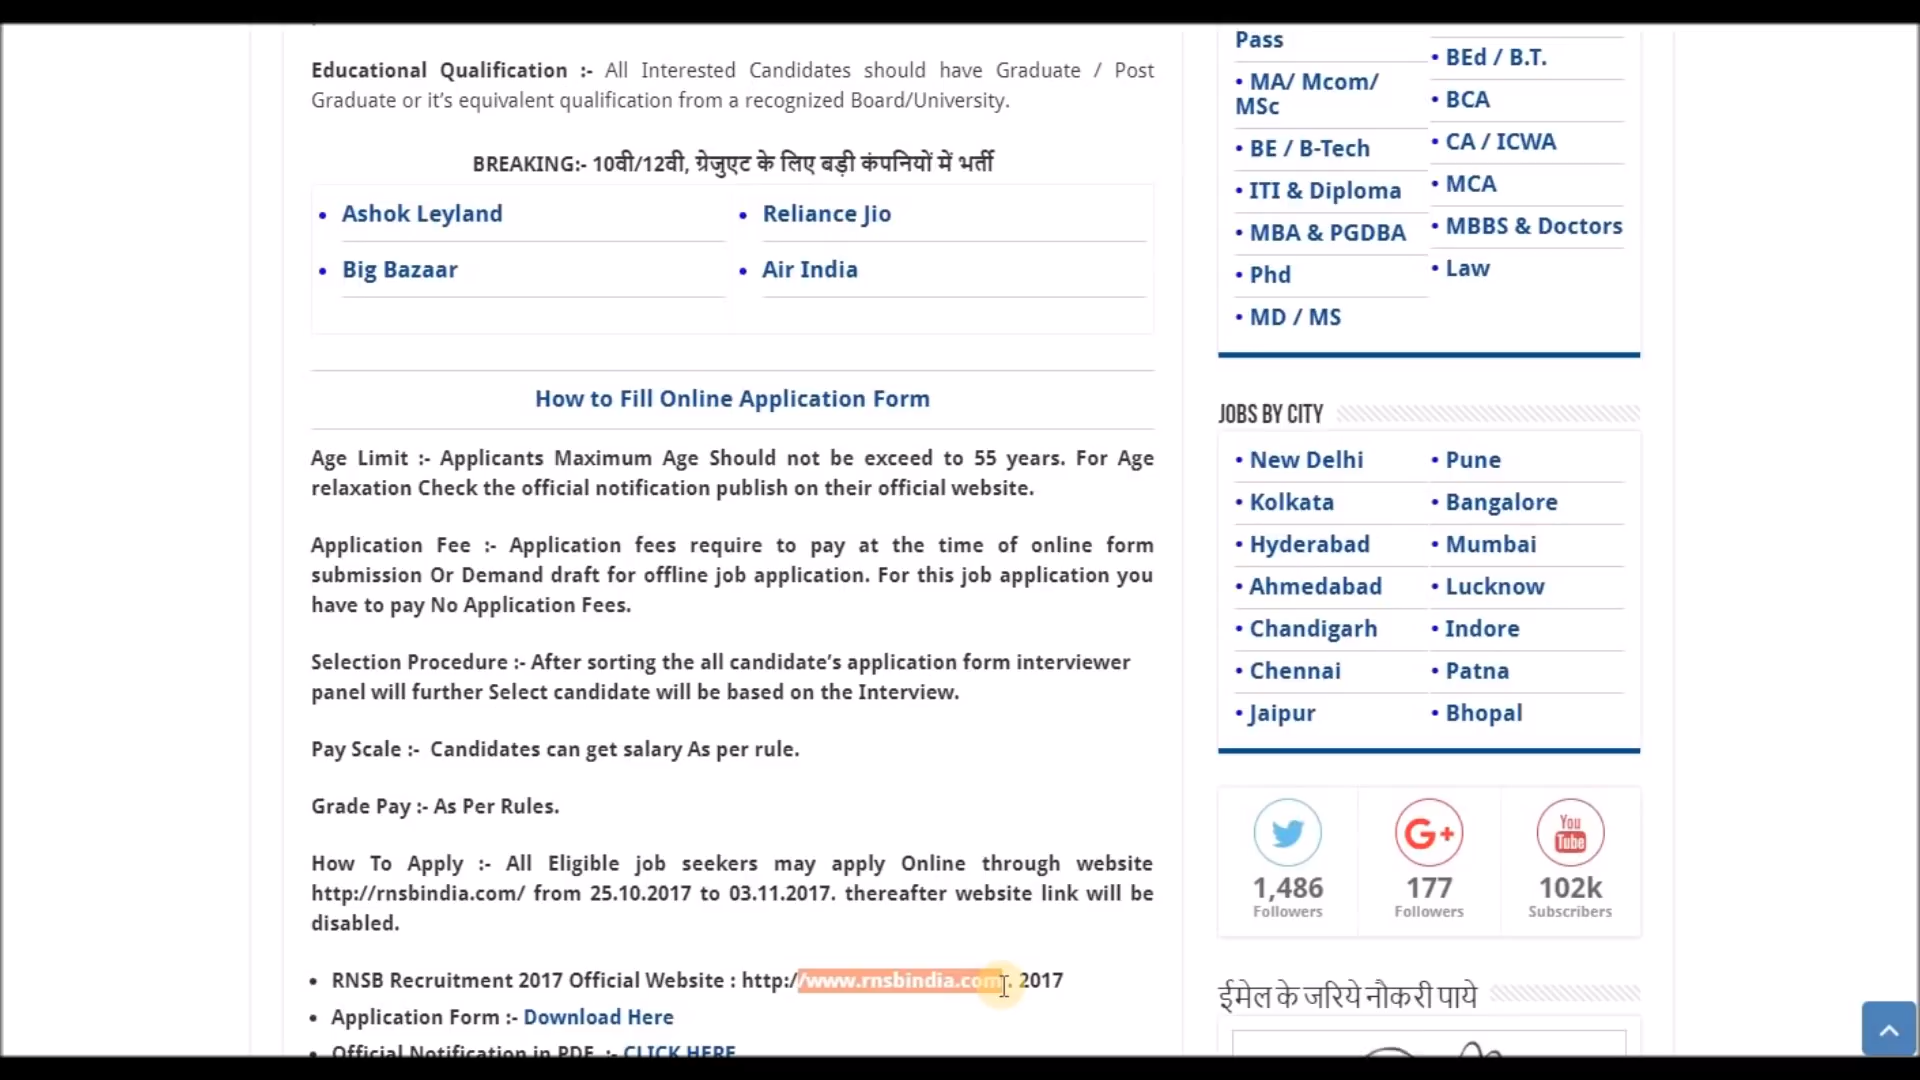 Educational Qualification :- All Interested Candidates should have Graduate / Post
Graduate or it's equivalent qualification from a recognized Board/University.
BREAKING:- 10वी/12वी, ग्रेजुएट के लिए बड़ी कंपनियों में भर्ती
• Ashok Leyland
• Reliance Jio
• Big Bazaar
• Air India
How to Fill Online Application Form
Age Limit :- Applicants Maximum Age Should not be exceed to 55 years. For Age
relaxation Check the official notification publish on their official website.
Application Fee :- Application fees require to pay at the time of online form
submission Or Demand draft for offline job application. For this job application you
have to pay No Application Fees.
Selection Procedure :- After sorting the all candidate's application form interviewer
panel will further Select candidate will be based on the Interview.
Pay Scale :- Candidates can get salary As per rule.
Grade Pay :- As Per Rules.
How To Apply :- All Eligible job seekers may apply Online through website
http://rnsbindia.com/ from 25.10.2017 to 03.11.2017. thereafter website link will be
disabled.
• RNSB Recruitment 2017 Official Website : http://www.rnsbindia.com . 2017
• Application Form :- Download Here
• Official Notification in PDF :- CLICK HERE
Pass
• MA/ Mcom/
MSc
• BE / B-Tech
• ITI & Diploma
• MBA & PGDBA
• Phd
• MD / MS
• BEd / B.T.
• BCA
• CA / ICWA
• MCA
• MBBS & Doctors
• Law
JOBS BY CITY
• New Delhi
• Kolkata
• Hyderabad
• Ahmedabad
• Chandigarh
• Chennai
• Jaipur
• Pune
• Bangalore
• Mumbai
• Lucknow
• Indore
• Patna
• Bhopal
G+
You
Tube
1,486
Followers
177
Followers
102k
Subscribers
ईमेल के जरिये नौकरी पाये